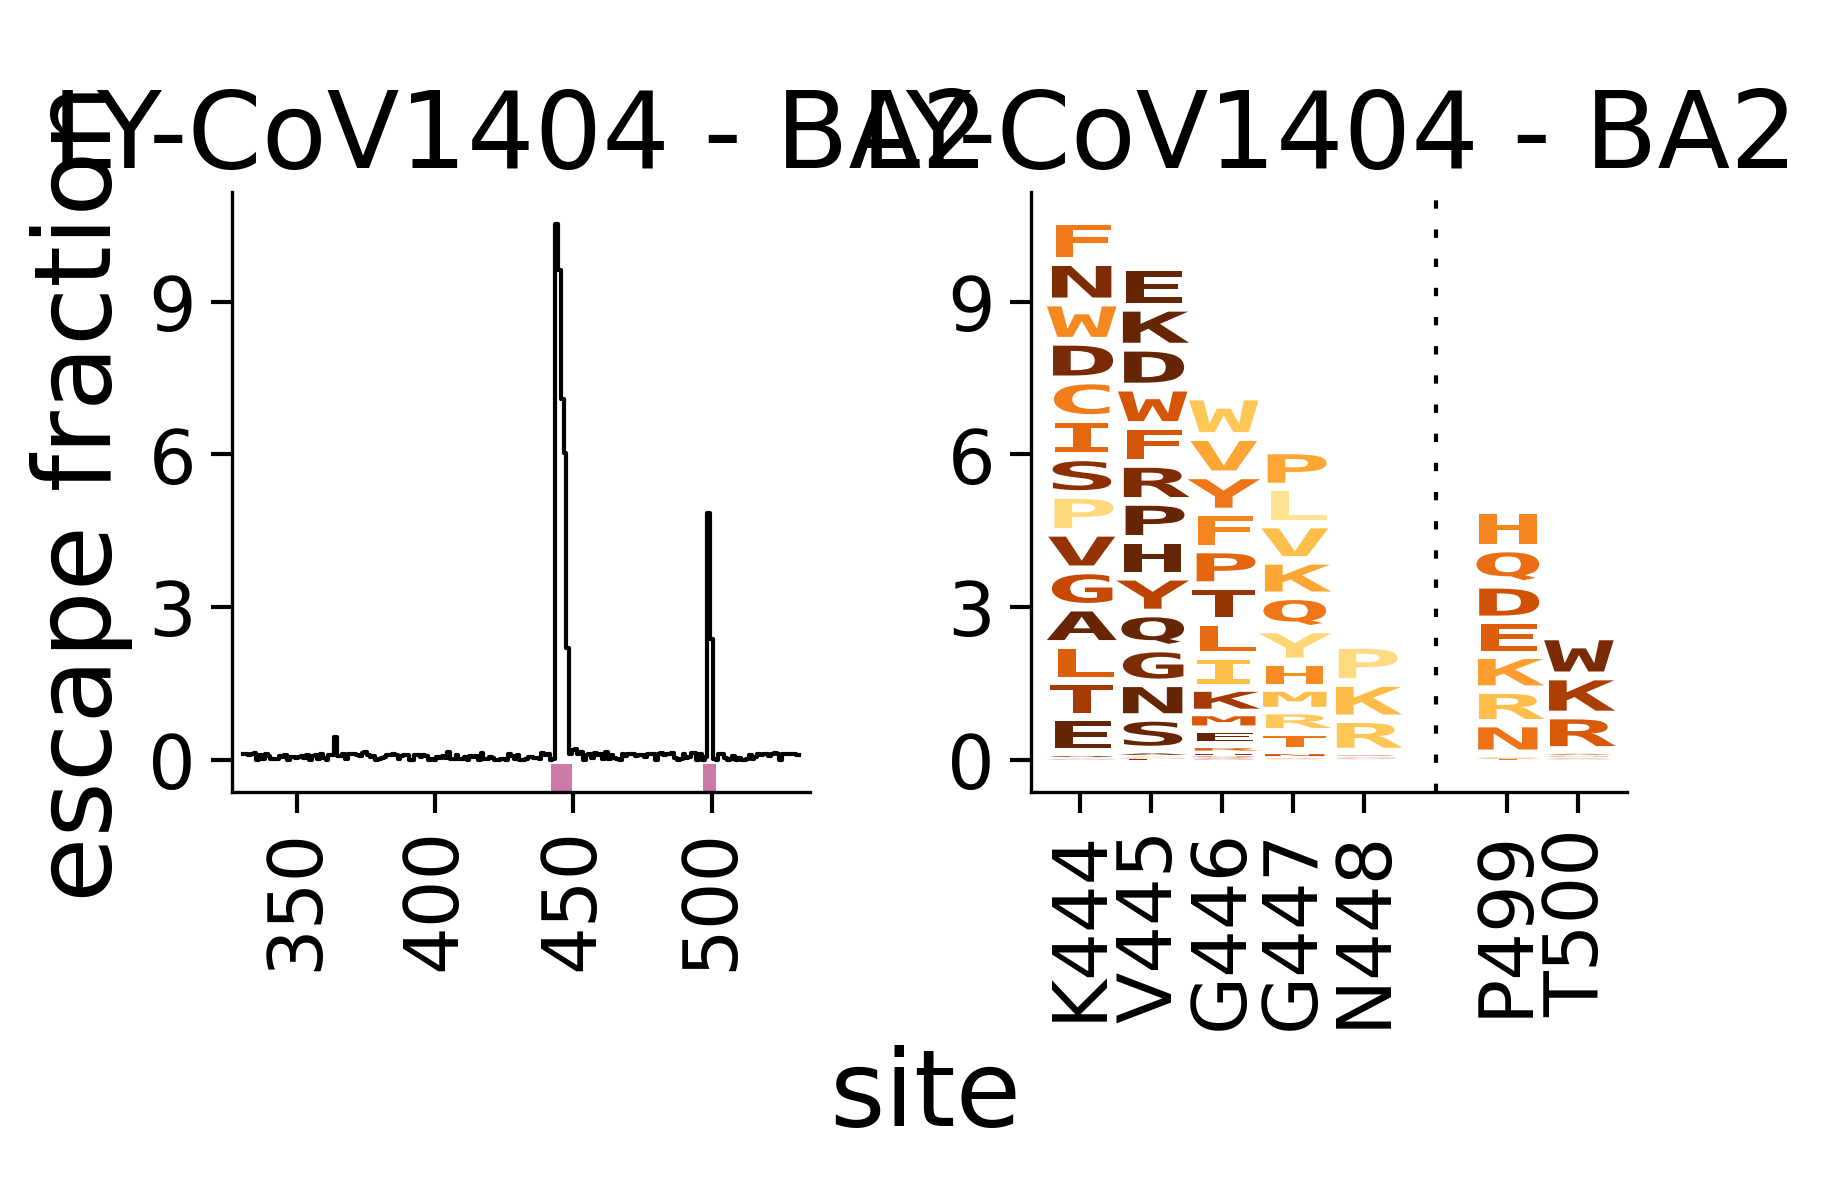 LY-CoV1404 - BA2
LY-CoV1404 - BA2
escape fraction
9
6
3
0
350
400
450
500
9
6
3
0
F
N
W
D
C
I
S
P
V
G
A
L
T
E
E
K
D
W
F
R
P
H
Y
Q
G
N
S
W
V
Y
F
P
T
L
I
K
M
E
R
P
L
V
K
Q
Y
H
M
R
T
N
P
K
R
H
Q
D
E
K
R
N
W
K
R
K444
V445
G446
G447
N448
P499
T500
site